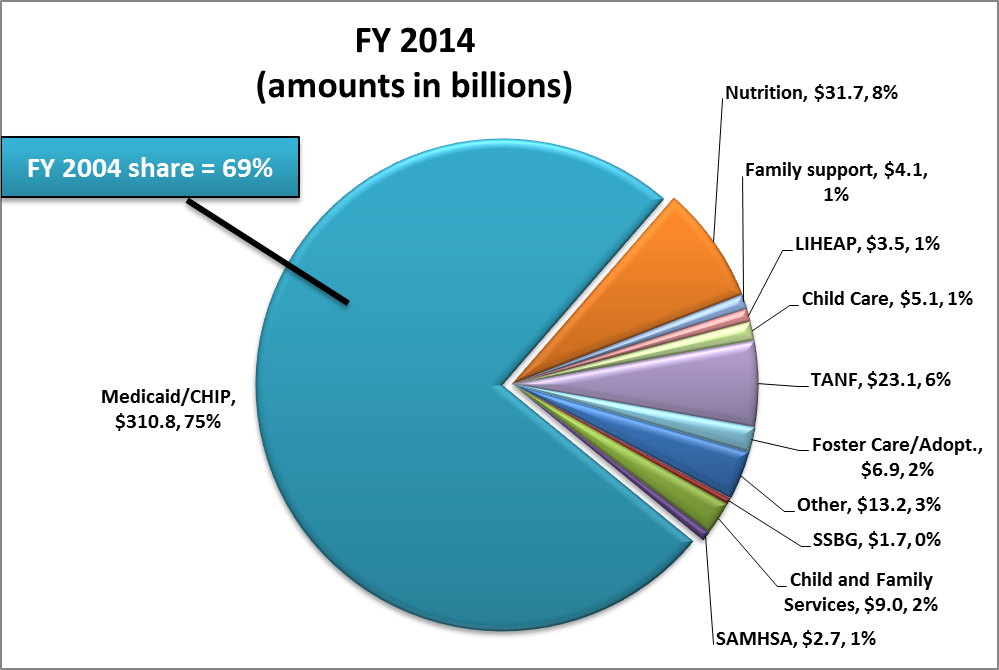 FY 2014
(amounts in billions)
FY 2004 share = 69%
Nutrition, $31.7, 8%
Family support, $4.1,
1%
LIHEAP, $3.5, 1%
Child Care, $5.1, 1%
TANF, $23.1, 6%
Medicaid/CHIP,
$310.8, 75%
Foster Care/Adopt.,
$6.9, 2%
Other, $13.2, 3%
SSBG, $1.7, 0%
Child and Family
Services, $9.0, 2%
SAMHSA, $2.7, 1%